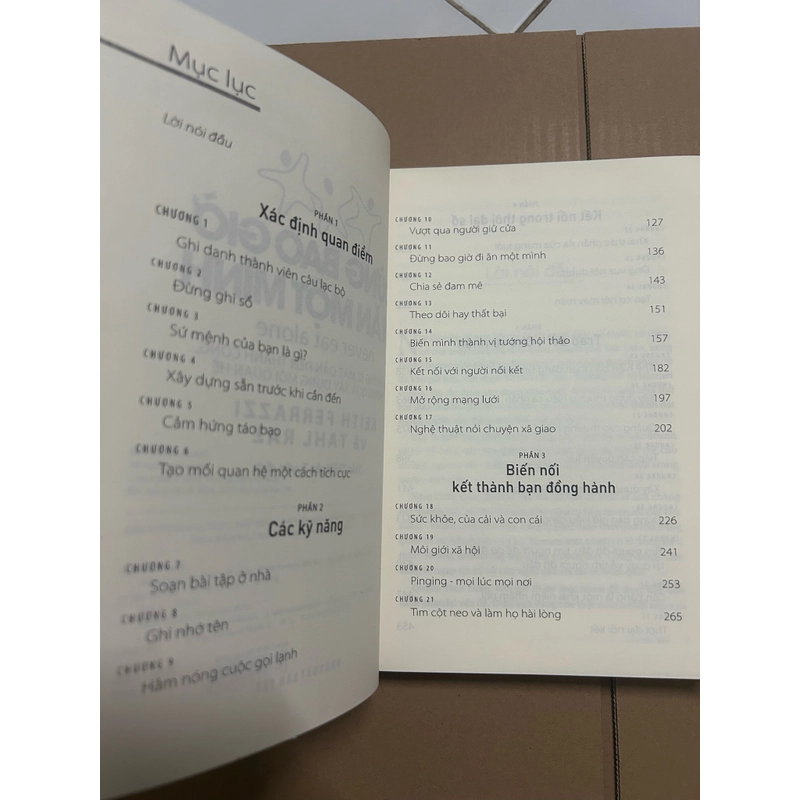 Mục lục
Lời nói đầu
PHẦN 1
Xác định quan điểm
CHƯƠNG 1
Ghi danh thành viên câu lạc bộ
CHƯƠNG 2
Đừng ghi sổ
CHƯƠNG 3
Sứ mệnh của bạn là gì?
CHƯƠNG 4
Xây dựng sẵn trước khi cần đến
CHƯƠNG 5
Cảm hứng táo bạo
CHƯƠNG 6
Tạo mối quan hệ một cách tích cực
PHẦN 2
Các kỹ năng
CHƯƠNG 7
Soạn bài tập ở nhà
CHƯƠNG 8
Ghi nhớ tên
CHƯƠNG 9
Hâm nóng cuộc gọi lạnh
CHƯƠNG 10
Vượt qua người giữ cửa 127
CHƯƠNG 11
Đừng bao giờ đi ăn một mình 136
CHƯƠNG 12
Chia sẻ đam mê 143
CHƯƠNG 13
Theo dõi hay thất bại 151
CHƯƠNG 14
Biến mình thành vị tướng hội thảo 157
CHƯƠNG 15
Kết nối với người nối kết 182
CHƯƠNG 16
Mở rộng mạng lưới 197
CHƯƠNG 17
Nghệ thuật nói chuyện xã giao 202
PHẦN 3
Biến nối
kết thành bạn đồng hành
CHƯƠNG 18
Sức khỏe, của cải và con cái 226
CHƯƠNG 19
Môi giới xã hội 241
CHƯƠNG 20
Pinging - mọi lúc mọi nơi 253
CHƯƠNG 21
Tìm cột neo và làm họ hài lòng 265